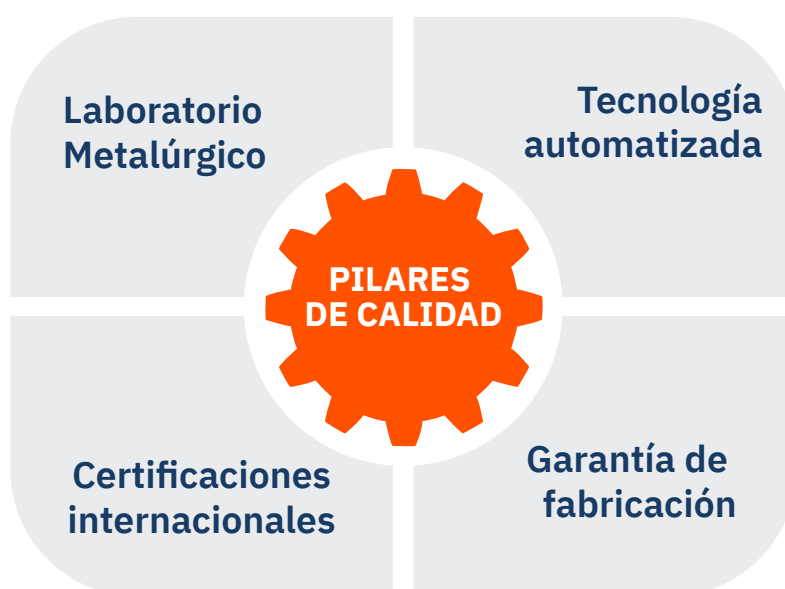 Laboratorio
Metalúrgico
Tecnología
automatizada
PILARES
DE CALIDAD
Certificaciones
internacionales
Garantía de
fabricación